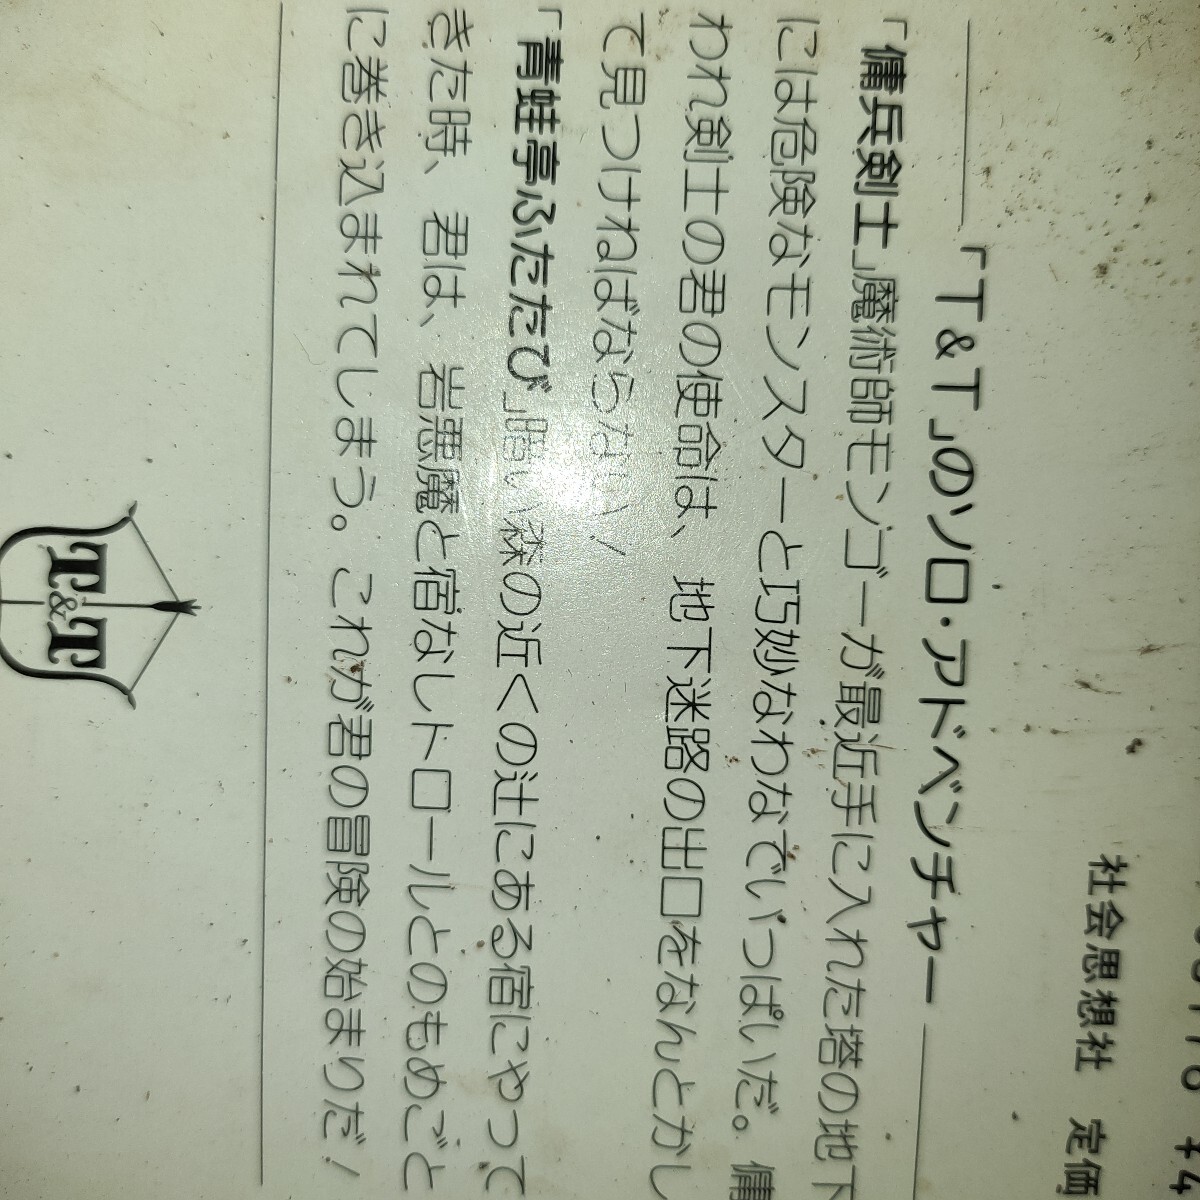 社会思想社 定価
「T&T」のソロ・アドベンチャー
「傭兵剣士」魔術師モンゴーが最近手に入れた塔の地下
には危険なモンスターと巧妙なわなでいっぱいだ。傭
われ剣士の君の使命は、地下迷路の出口をなんとかし
て見つけねばならない！
「青蛙亭ふたたび」暗い森の近くの辻にある宿にやって
きた時、君は、岩悪魔と宿なしトロールとのもめごと
に巻き込まれてしまう。これが君の冒険の始まりだ！
T&T